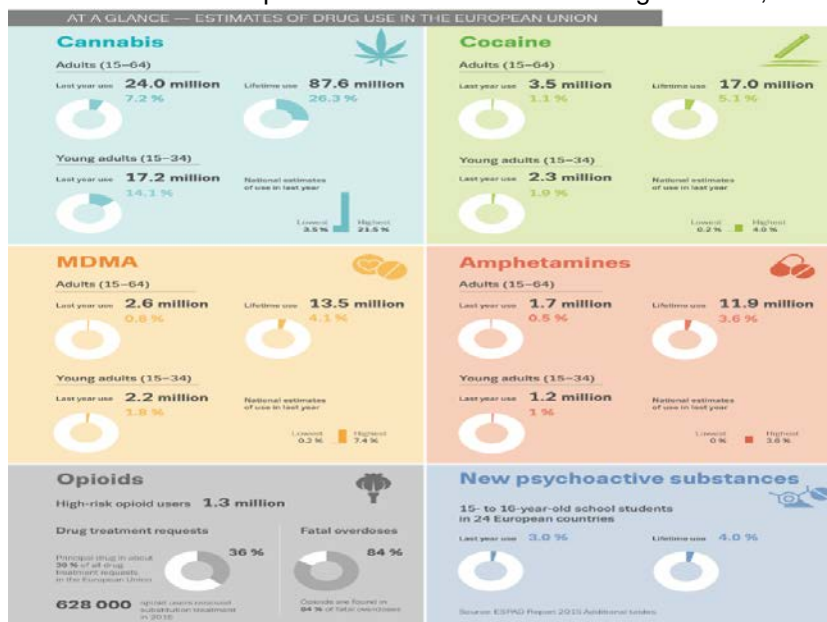 AT A GLANCE — ESTIMATES OF DRUG USE IN THE EUROPEAN UNION
Cannabis
Adults (15–64)
Last year use 24.0 million
7.2 %
Lifetime use 87.6 million
26.3 %
Young adults (15–34)
Last year use 17.2 million
14.1 %
National estimates
of use in last year
Lowest
3.5 %
Highest
21.5 %
Cocaine
Adults (15–64)
Last year use 3.5 million
1.1 %
Lifetime use 17.0 million
5.1 %
Young adults (15–34)
Last year use 2.3 million
1.9 %
National estimates
of use in last year
Lowest
0.2 %
Highest
4.0 %
MDMA
Adults (15–64)
Last year use 2.6 million
0.8 %
Lifetime use 13.5 million
4.1 %
Young adults (15–34)
Last year use 2.2 million
1.8 %
National estimates
of use in last year
Lowest
0.2 %
Highest
7.4 %
Amphetamines
Adults (15–64)
Last year use 1.7 million
0.5 %
Lifetime use 11.9 million
3.6 %
Young adults (15–34)
Last year use 1.2 million
1 %
National estimates
of use in last year
Lowest
0 %
Highest
3.6 %
Opioids
High-risk opioid users 1.3 million
Drug treatment requests
Principal drug in about
of all drug
treatment requests
in the European Union
36 %
628 000
opioid users received
substitution treatment
in 2016
Fatal overdoses
84 %
Opioids are found in
84 % of fatal overdoses
New psychoactive substances
15- to 16-year-old school students
in 24 European countries
Last year use 3.0 %
Lifetime use 4.0 %
Source: ESPAD Report 2015 Additional tables